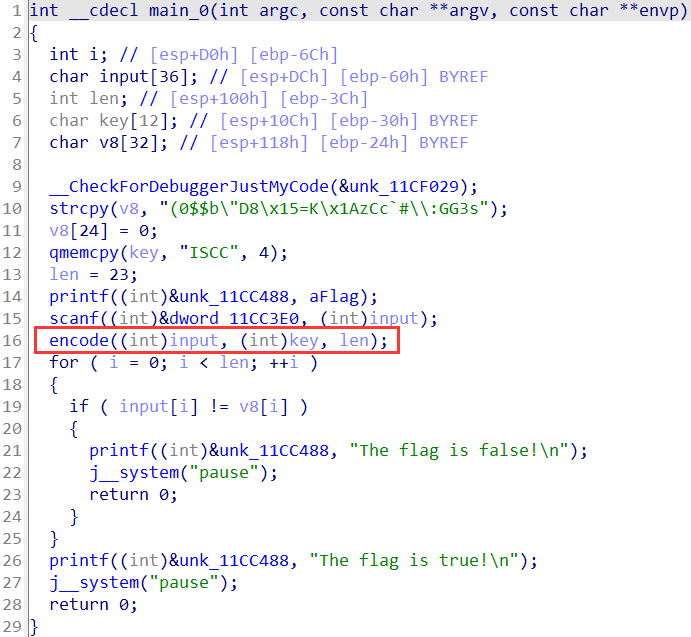 1 int __cdecl main_0(int argc, const char **argv, const char **envp)
2 {
3   int i; // [esp+D0h] [ebp-6Ch]
4   char input[36]; // [esp+DCh] [ebp-60h] BYREF
5   int len; // [esp+100h] [ebp-3Ch]
6   char key[12]; // [esp+10Ch] [ebp-30h] BYREF
7   char v8[32]; // [esp+118h] [ebp-24h] BYREF
8
9   __CheckForDebuggerJustMyCode(&unk_11CF029);
10   strcpy(v8, "(0$$b\"D8\x15=K\x1AzCc`#\\:GG3s");
11   v8[24] = 0;
12   qmemcpy(key, "ISCC", 4);
13   len = 23;
14   printf((int)&unk_11CC488, aFlag);
15   scanf((int)&dword_11CC3E0, (int)input);
16   encode((int)input, (int)key, len);
17   for ( i = 0; i < len; ++i )
18   {
19     if ( input[i] != v8[i] )
20     {
21       printf((int)&unk_11CC488, "The flag is false!\n");
22       j__system("pause");
23       return 0;
24     }
25   }
26   printf((int)&unk_11CC488, "The flag is true!\n");
27   j__system("pause");
28   return 0;
29 }